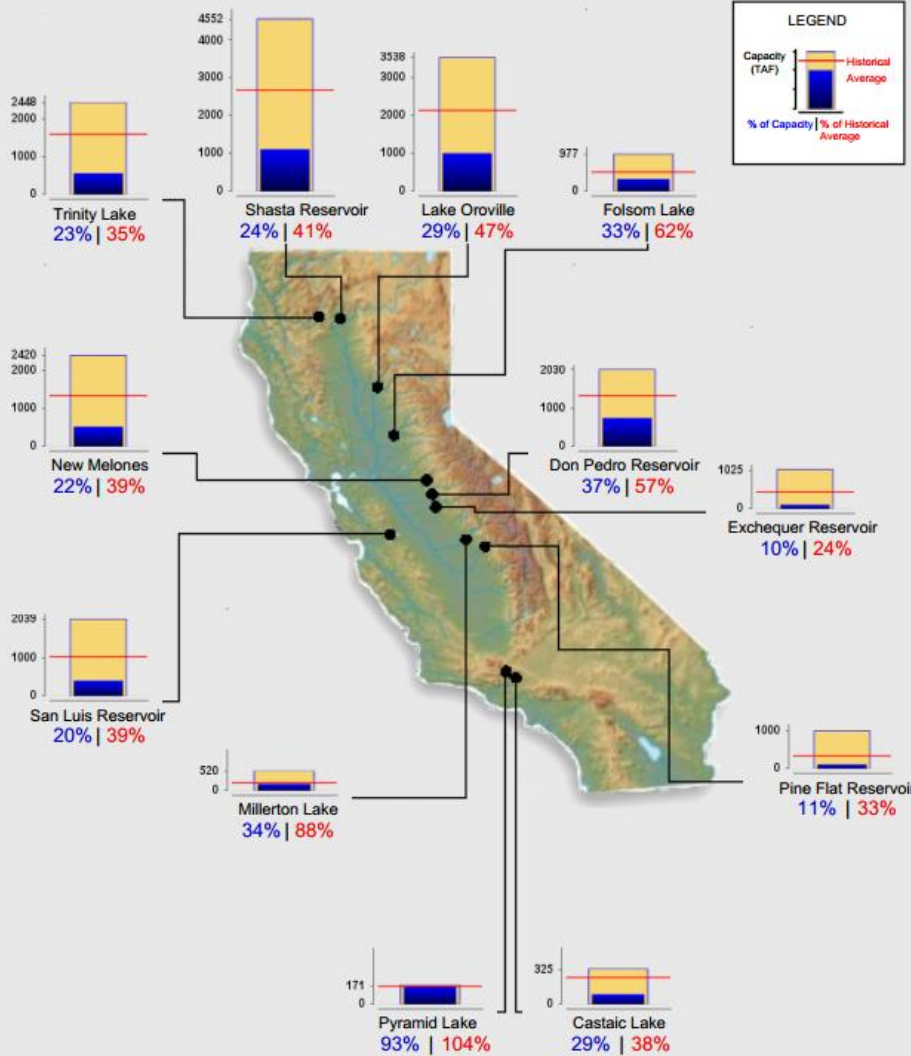 LEGEND
Capacity
(TAF)
Historical
Average
% of Capacity | % of Historical
Average
4552
4000
3000
2000
1000
0
Shasta Reservoir
24% | 41%
3538
3000
2000
1000
0
Lake Oroville
29% | 47%
2448
1000
0
Trinity Lake
23% | 35%
977
0
Folsom Lake
33% | 62%
2420
1000
0
New Melones
22% | 39%
2030
1000
0
Don Pedro Reservoir
37% | 57%
1025
0
Exchequer Reservoir
10% | 24%
2039
1000
0
San Luis Reservoir
20% | 39%
520
0
Millerton Lake
34% | 88%
1000
0
Pine Flat Reservoir
11% | 33%
171
0
Pyramid Lake
93% | 104%
325
0
Castaic Lake
29% | 38%